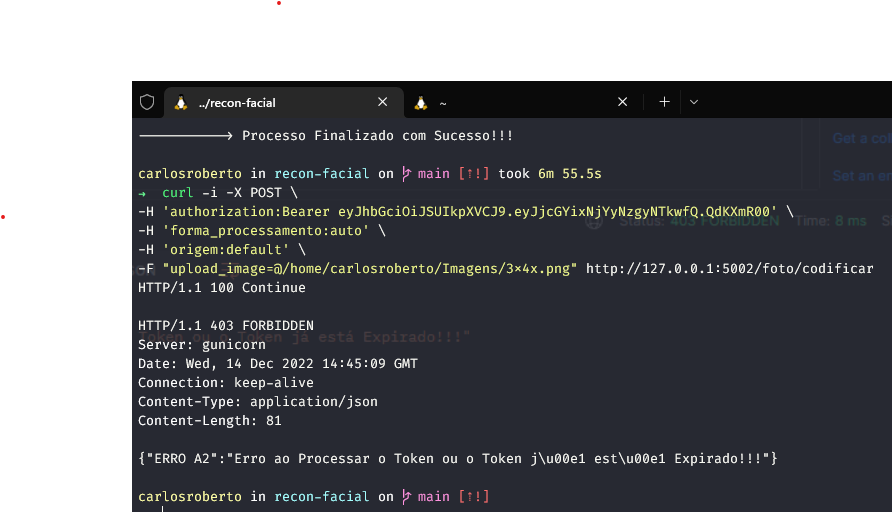 ../recon-facial
~
----------> Processo Finalizado com Sucesso!!!
carlosroberto in recon-facial on main [⇡!] took 6m 55.5s
→ curl -i -X POST \
-H 'authorization:Bearer eyJhbGciOiJSUIkpXVCJ9.eyJjcGYixNjYyNzgyNTkwfQ.QdKXmR00' \
-H 'forma_processamento:auto' \
-H 'origem:default' \
-F "upload_image=@/home/carlosroberto/Imagens/3x4x.png" http://127.0.0.1:5002/foto/codificar
HTTP/1.1 100 Continue
HTTP/1.1 403 FORBIDDEN
Server: gunicorn
Date: Wed, 14 Dec 2022 14:45:09 GMT
Connection: keep-alive
Content-Type: application/json
Content-Length: 81
{"ERRO A2":"Erro ao Processar o Token ou o Token j\u00e1 est\u00e1 Expirado!!!"}
carlosroberto in recon-facial on main [⇡!]
Get a co
Set an er
Status: 403 FORBIDDEN Time: 8 ms S
Token ou o Token já está Expirado!!!"